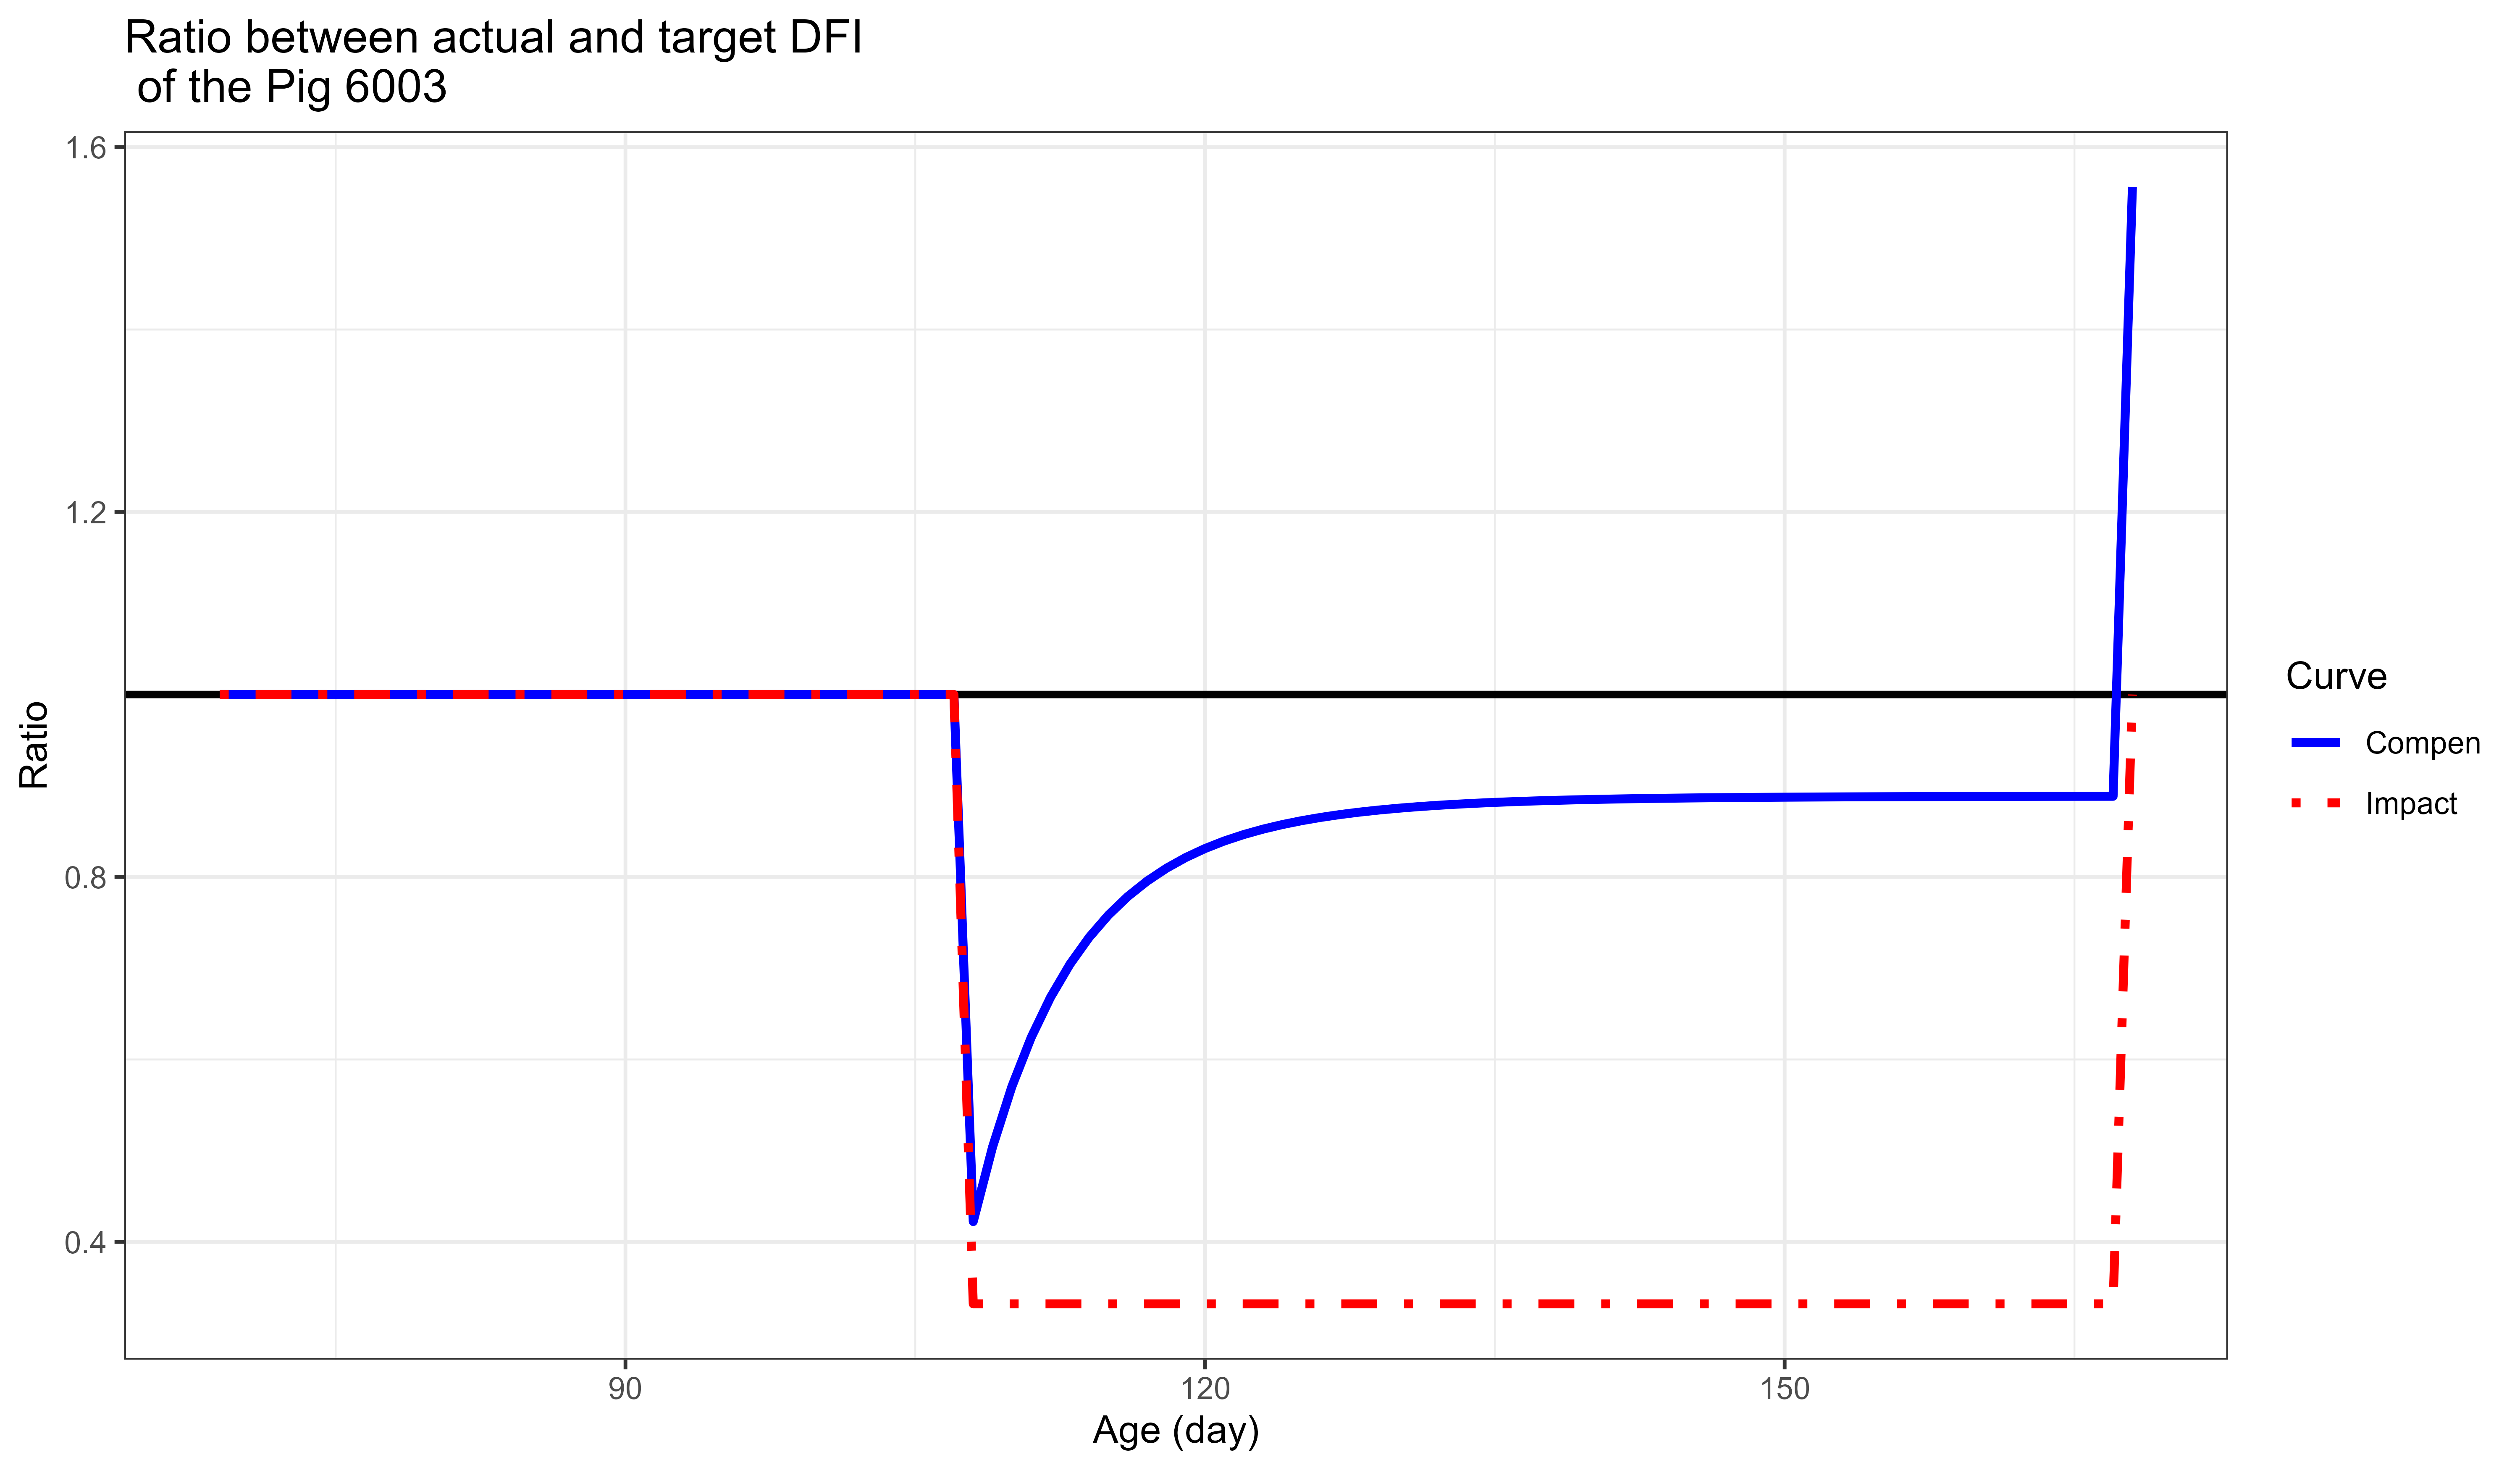 Ratio between actual and target DFI
of the Pig 6003
1.6
1.2
0.8
0.4
Ratio
90
120
150
Age (day)
Curve
Compen
Impact